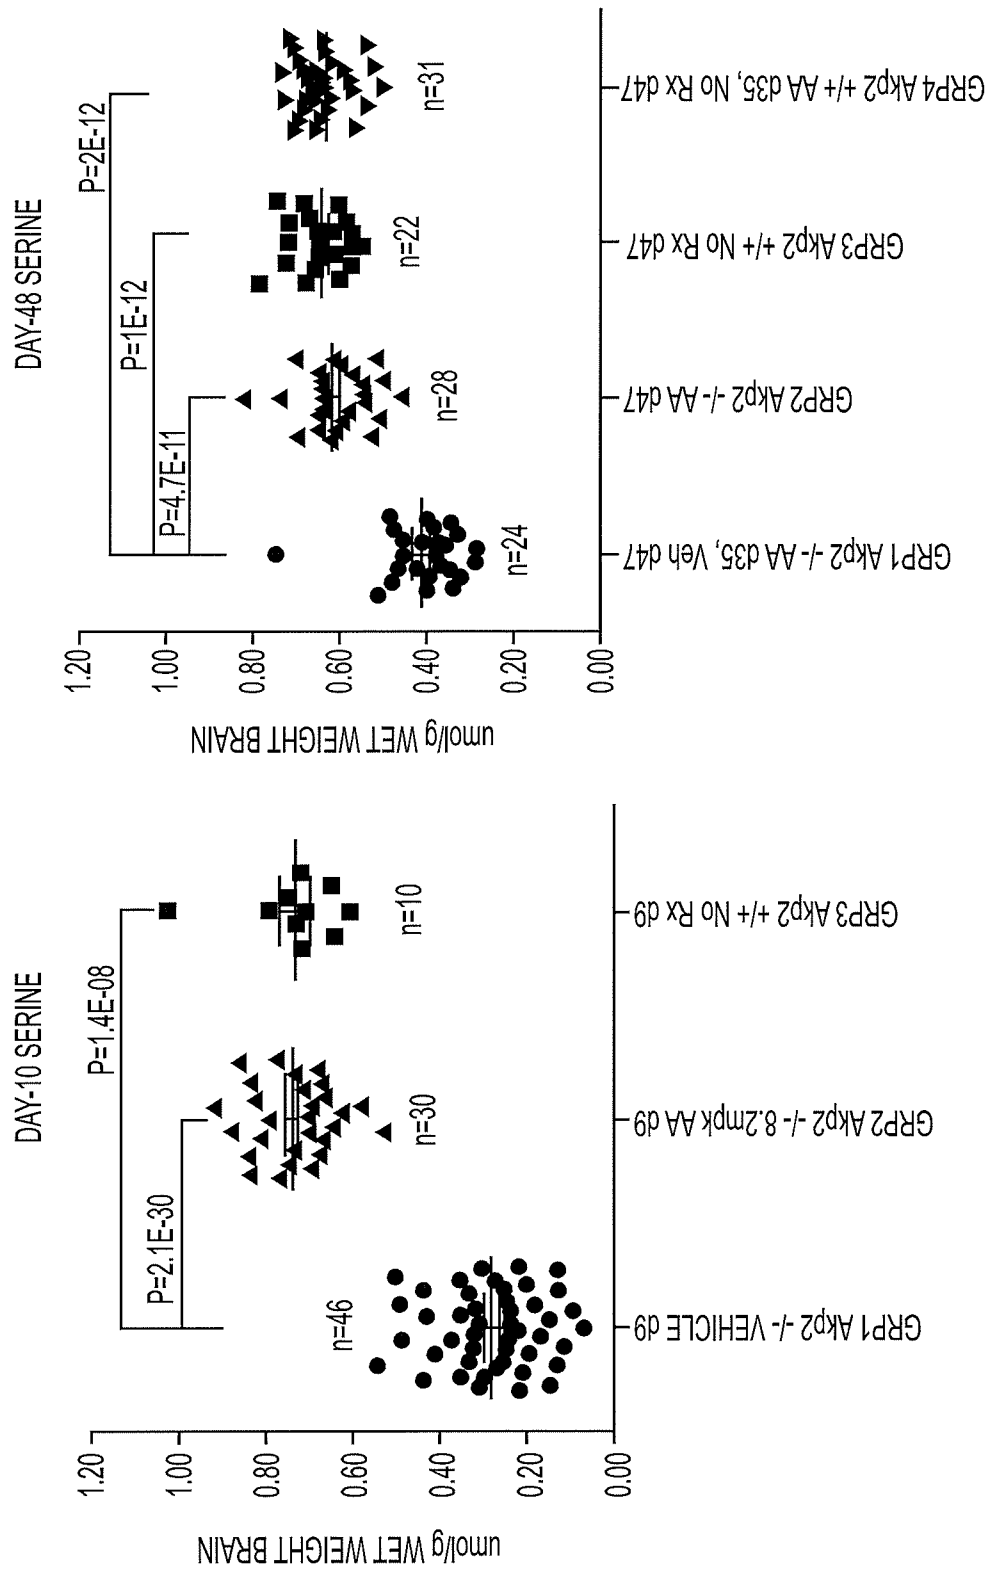 DAY-10 SERINE
P=1.4E-08
P=2.1E-30
1.20
1.00
0.80
0.60
0.40
0.20
0.00
umol/g WET WEIGHT BRAIN
n=46
n=30
n=10
GRP1 Akp2 -/- VEHICLE d9
GRP2 Akp2 -/- 8.2mpk AA d9
GRP3 Akp2 +/+ No Rx d9
DAY-48 SERINE
P=2E-12
P=1E-12
P=4.7E-11
1.20
1.00
0.80
0.60
0.40
0.20
0.00
umol/g WET WEIGHT BRAIN
n=24
n=28
n=22
n=31
GRP1 Akp2 -/- AA d35, Veh d47
GRP2 Akp2 -/- AA d47
GRP3 Akp2 +/+ No Rx d47
GRP4 Akp2 +/+ AA d35, No Rx d47